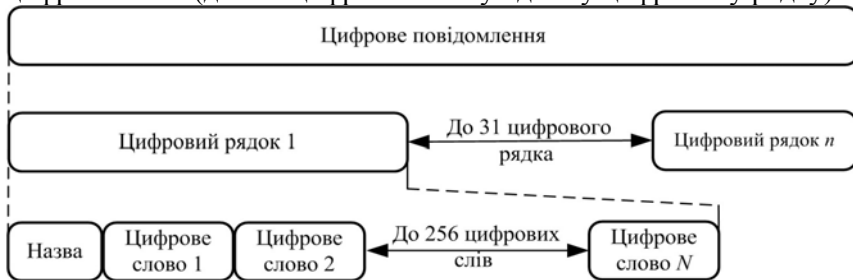 Цифрове повідомлення
Цифровий рядок 1
До 31 цифрового
рядка
Цифровий рядок n
Назва
Цифрове
слово 1
Цифрове
слово 2
До 256 цифрових
слів
Цифрове
слово N